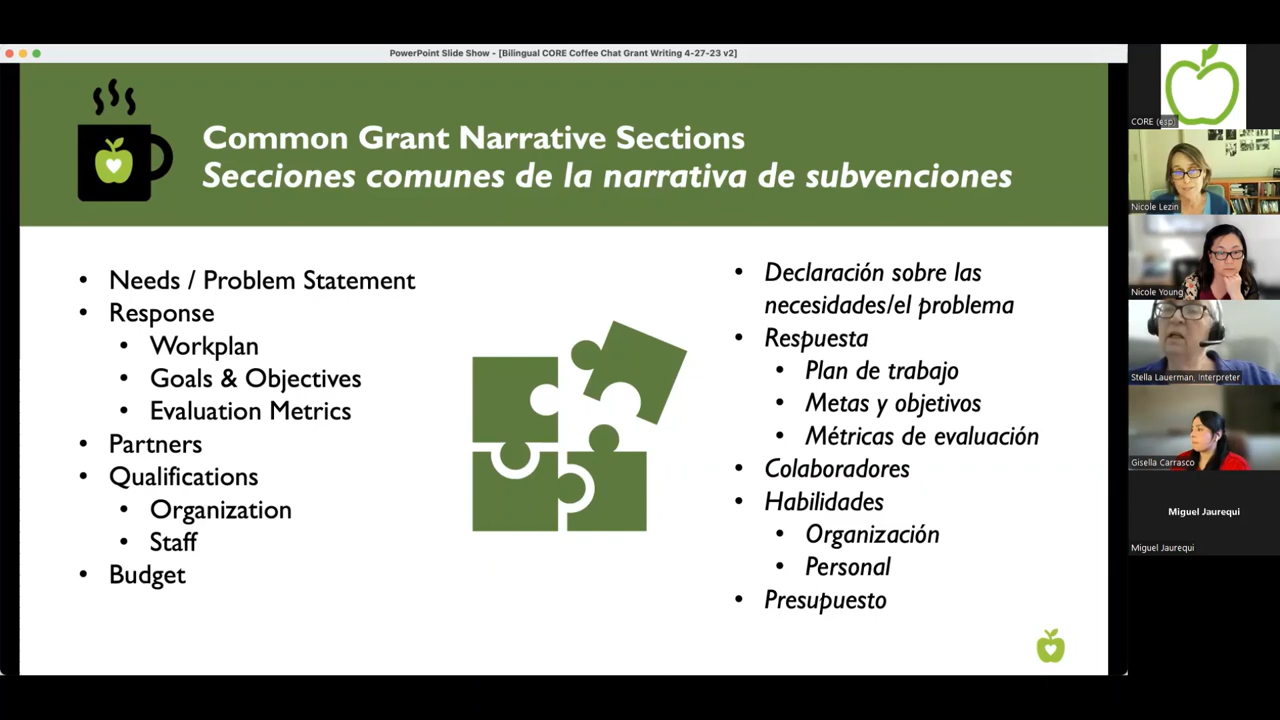 PowerPoint Slide Show - [Bilingual CORE Coffee Chat Grant Writing 4-27-23 v2]
Common Grant Narrative Sections
Secciones comunes de la narrativa de subvenciones
• Needs / Problem Statement
• Response
• Workplan
• Goals & Objectives
• Evaluation Metrics
• Partners
• Qualifications
• Organization
• Staff
• Budget
• Declaración sobre las
necesidades/el problema
• Respuesta
• Plan de trabajo
• Metas y objetivos
• Métricas de evaluación
• Colaboradores
• Habilidades
• Organización
• Personal
• Presupuesto
CORE (esp)
Nicole Lezin
Nicole Young
Stella Lauerman, Interpreter
Gisella Carrasco
Miguel Jaurequi
Miguel Jaurequi